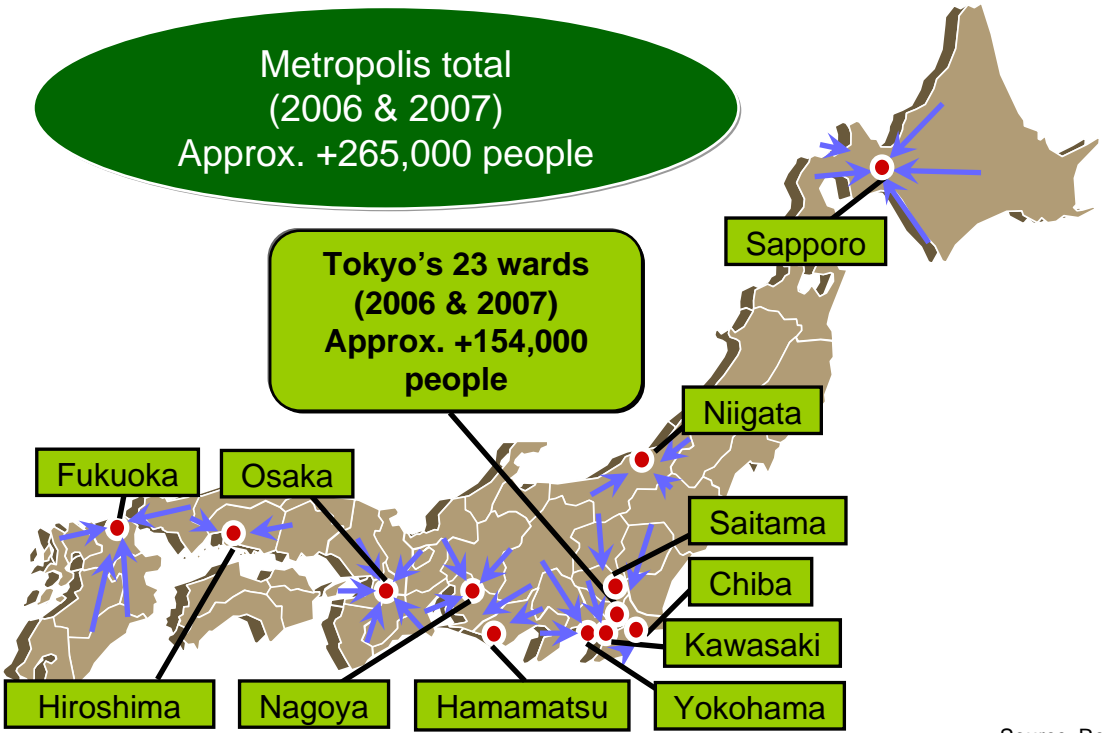 Metropolis total
(2006 & 2007)
Approx. +265,000 people
Tokyo’s 23 wards
(2006 & 2007)
Approx. +154,000
people
Sapporo
Niigata
Fukuoka
Osaka
Saitama
Chiba
Kawasaki
Hiroshima
Nagoya
Hamamatsu
Yokohama